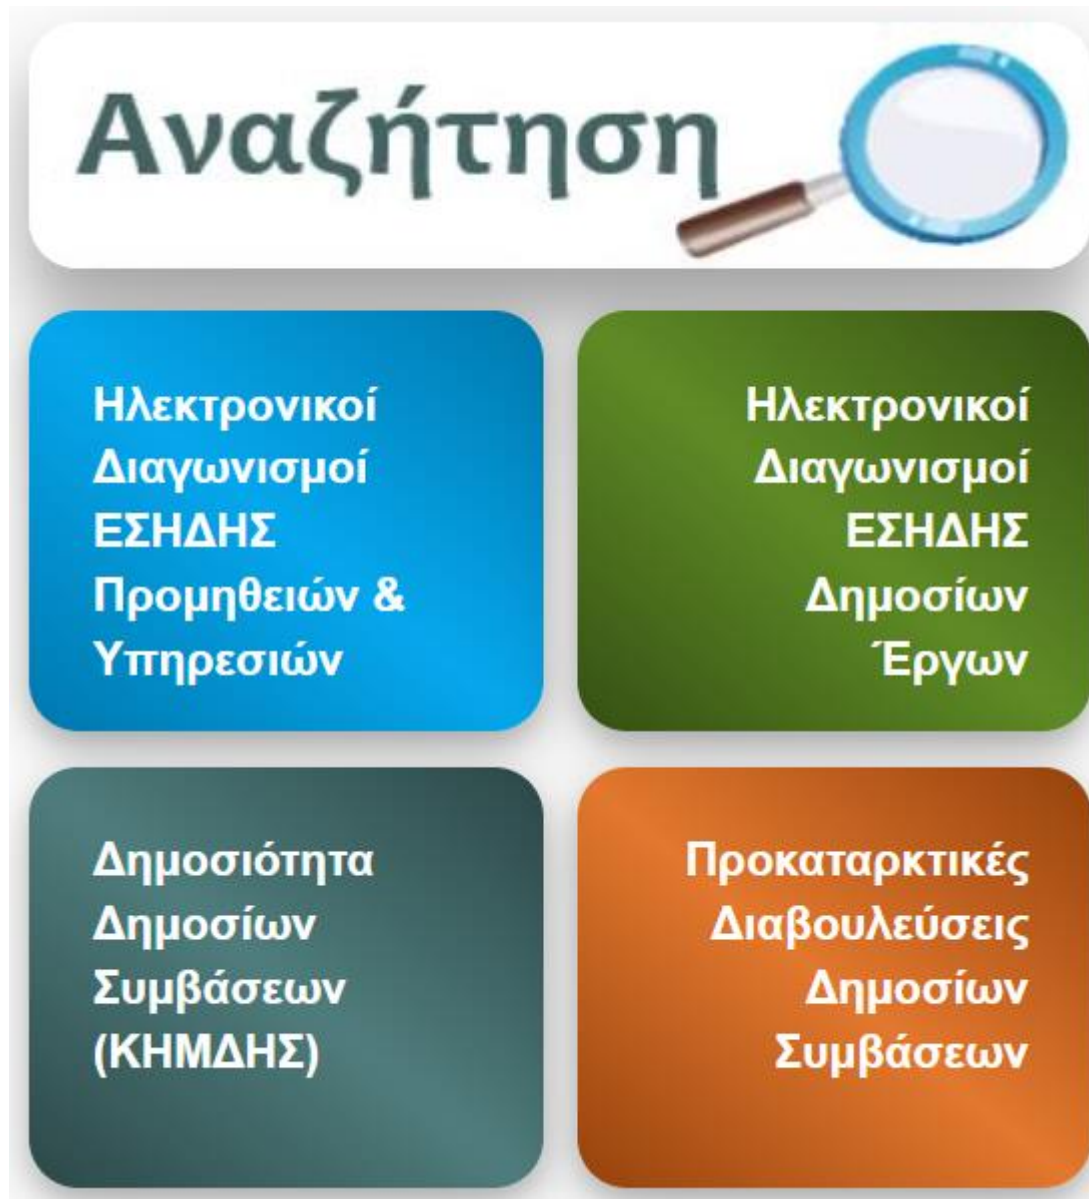 Αναζήτηση
Ηλεκτρονικοί
Διαγωνισμοί
ΕΣΗΔΗΣ
Προμηθειών &
Υπηρεσιών
Ηλεκτρονικοί
Διαγωνισμοί
ΕΣΗΔΗΣ
Δημοσίων
Έργων
Δημοσιότητα
Δημοσίων
Συμβάσεων
(ΚΗΜΔΗΣ)
Προκαταρκτικές
Διαβουλεύσεις
Δημοσίων
Συμβάσεων